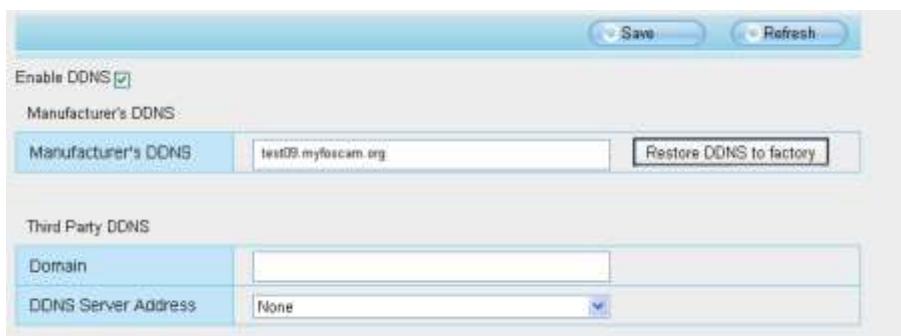 Save Refresh
Enable DDNS
Manufacturer's DDNS
Manufacturer's DDNS test09.myfoscam.org Restore DDNS to factory
Third Party DDNS
Domain
DDNS Server Address None